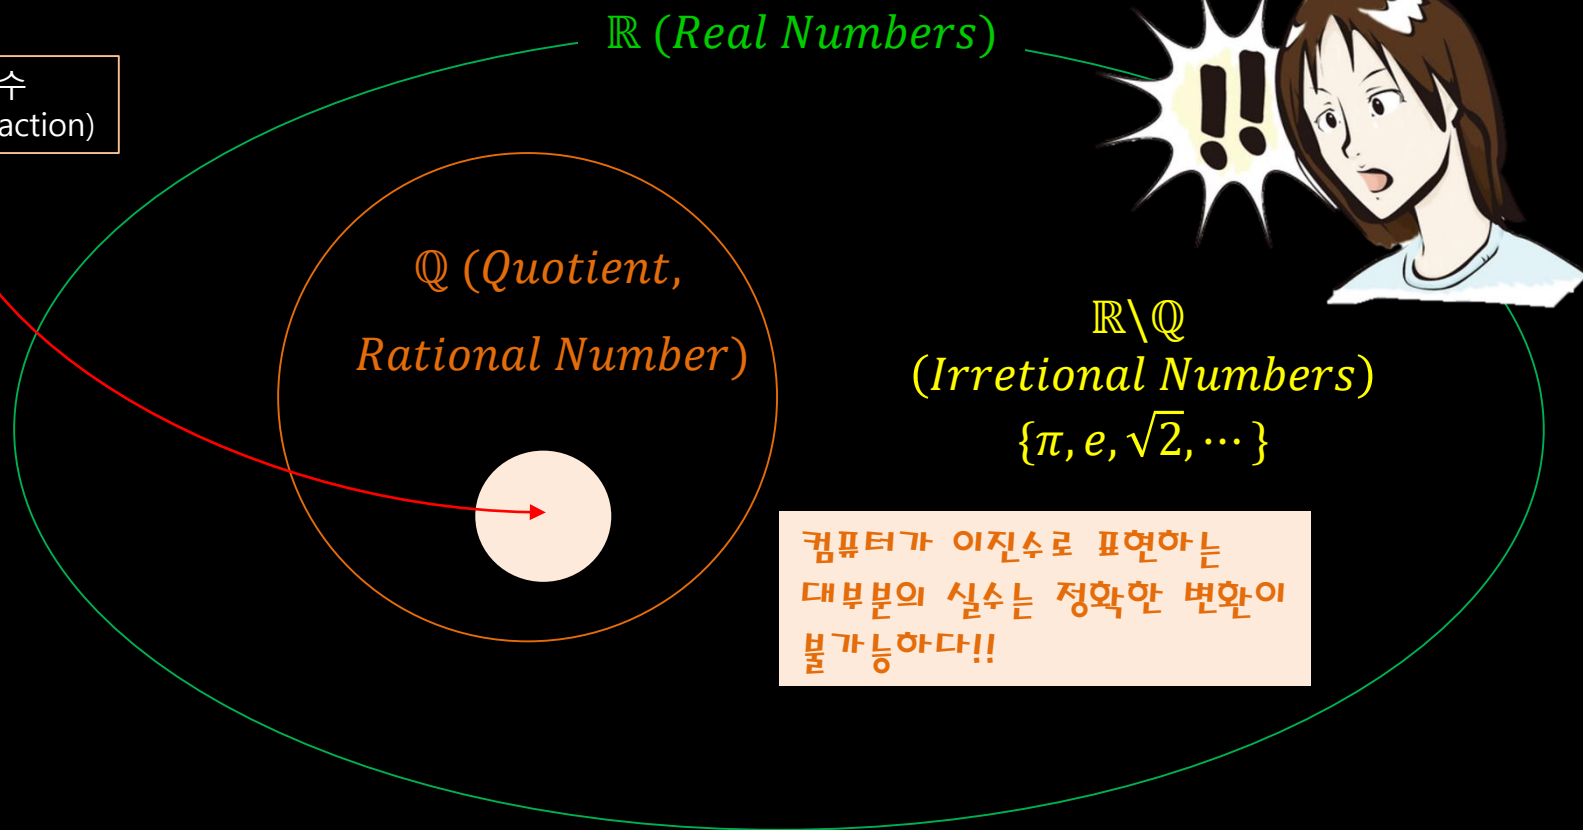 ℝ (Real Numbers)
수
action)
!!
ℚ (Quotient,
Rational Number)
ℝ\ℚ
(Irretional Numbers)
{π, e, √2, ⋯ }
컴퓨터가 이진수로 표현하는
대부분의 실수는 정확한 변환이
불가능하다!!